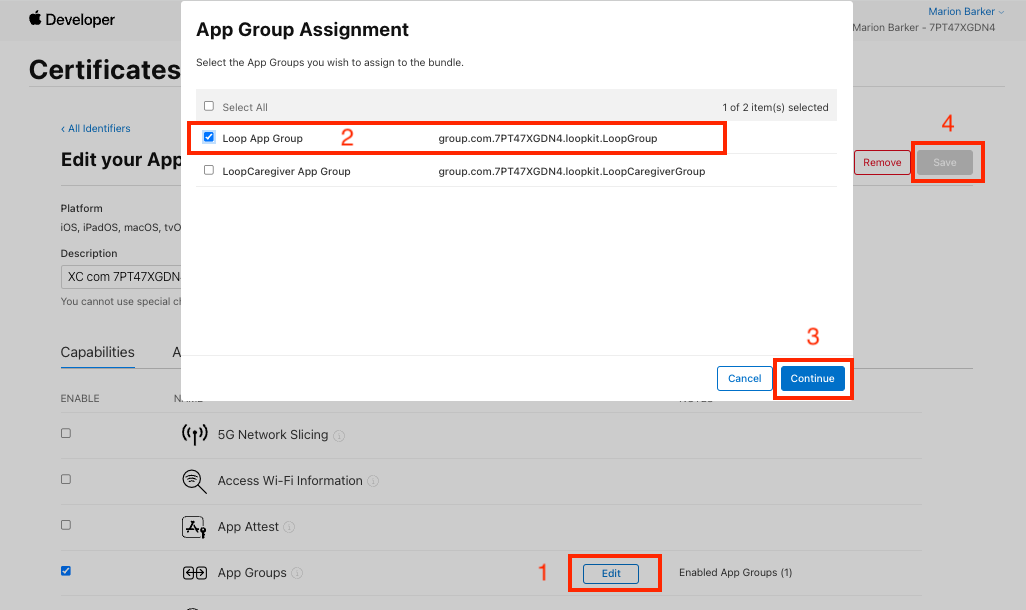 Developer
Marion Barker
Marion Barker - 7PT47XGDN4
Certificates
App Group Assignment
Select the App Groups you wish to assign to the bundle.
Select All 1 of 2 item(s) selected
Loop App Group 2 group.com.7PT47XGDN4.loopkit.LoopGroup
LoopCaregiver App Group group.com.7PT47XGDN4.loopkit.LoopCaregiverGroup
3
Cancel Continue
‹ All Identifiers
4
Edit your App
Remove Save
Platform
iOS, iPadOS, macOS, tvO
Description
XC com 7PT47XGDN
You cannot use special ch
Capabilities A
ENABLE NAME NOTES
5G Network Slicing
Access Wi-Fi Information
App Attest
App Groups 1 Edit Enabled App Groups (1)